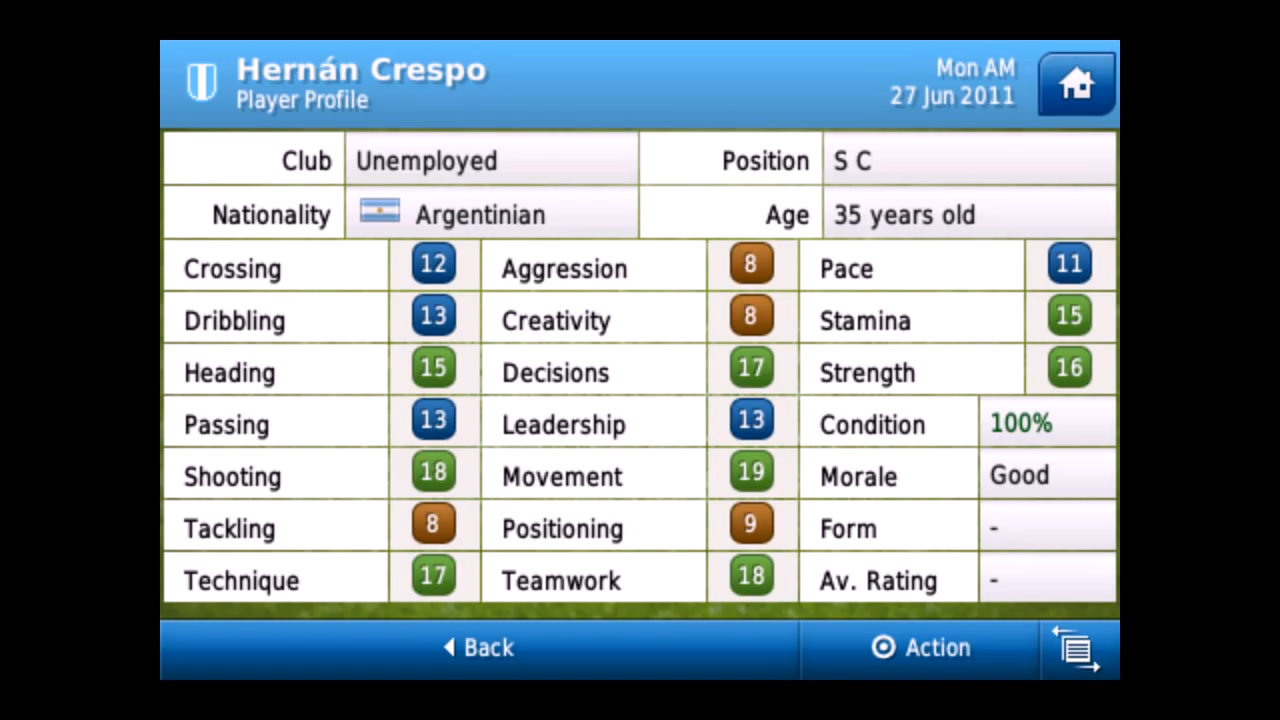 Hernán Crespo
Player Profile
Mon AM
27 Jun 2011
Club Unemployed Position S C
Nationality Argentinian Age 35 years old
Crossing 12 Aggression 8 Pace 11
Dribbling 13 Creativity 8 Stamina 15
Heading 15 Decisions 17 Strength 16
Passing 13 Leadership 13 Condition 100%
Shooting 18 Movement 19 Morale Good
Tackling 8 Positioning 9 Form -
Technique 17 Teamwork 18 Av. Rating -
Back Action